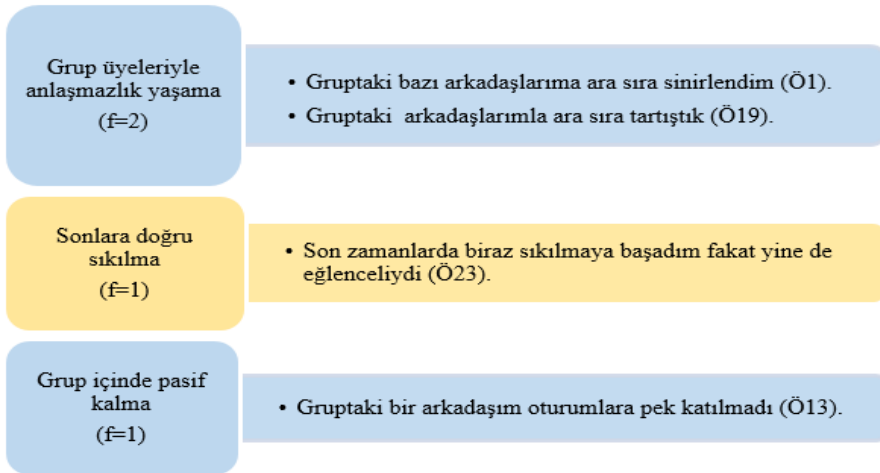 Grup üyeleriyle
anlaşmazlık yaşama
(f=2)
• Gruptaki bazı arkadaşlarıma ara sıra sinirlendim (Ö1).
• Gruptaki arkadaşlarımla ara sıra tartıştık (Ö19).
Sonlara doğru
sıkılma
(f=1)
• Son zamanlarda biraz sıkılmaya başadım fakat yine de
eğlenceliydi (Ö23).
Grup içinde pasif
kalma
(f=1)
• Gruptaki bir arkadaşım oturumlara pek katılmadı (Ö13).